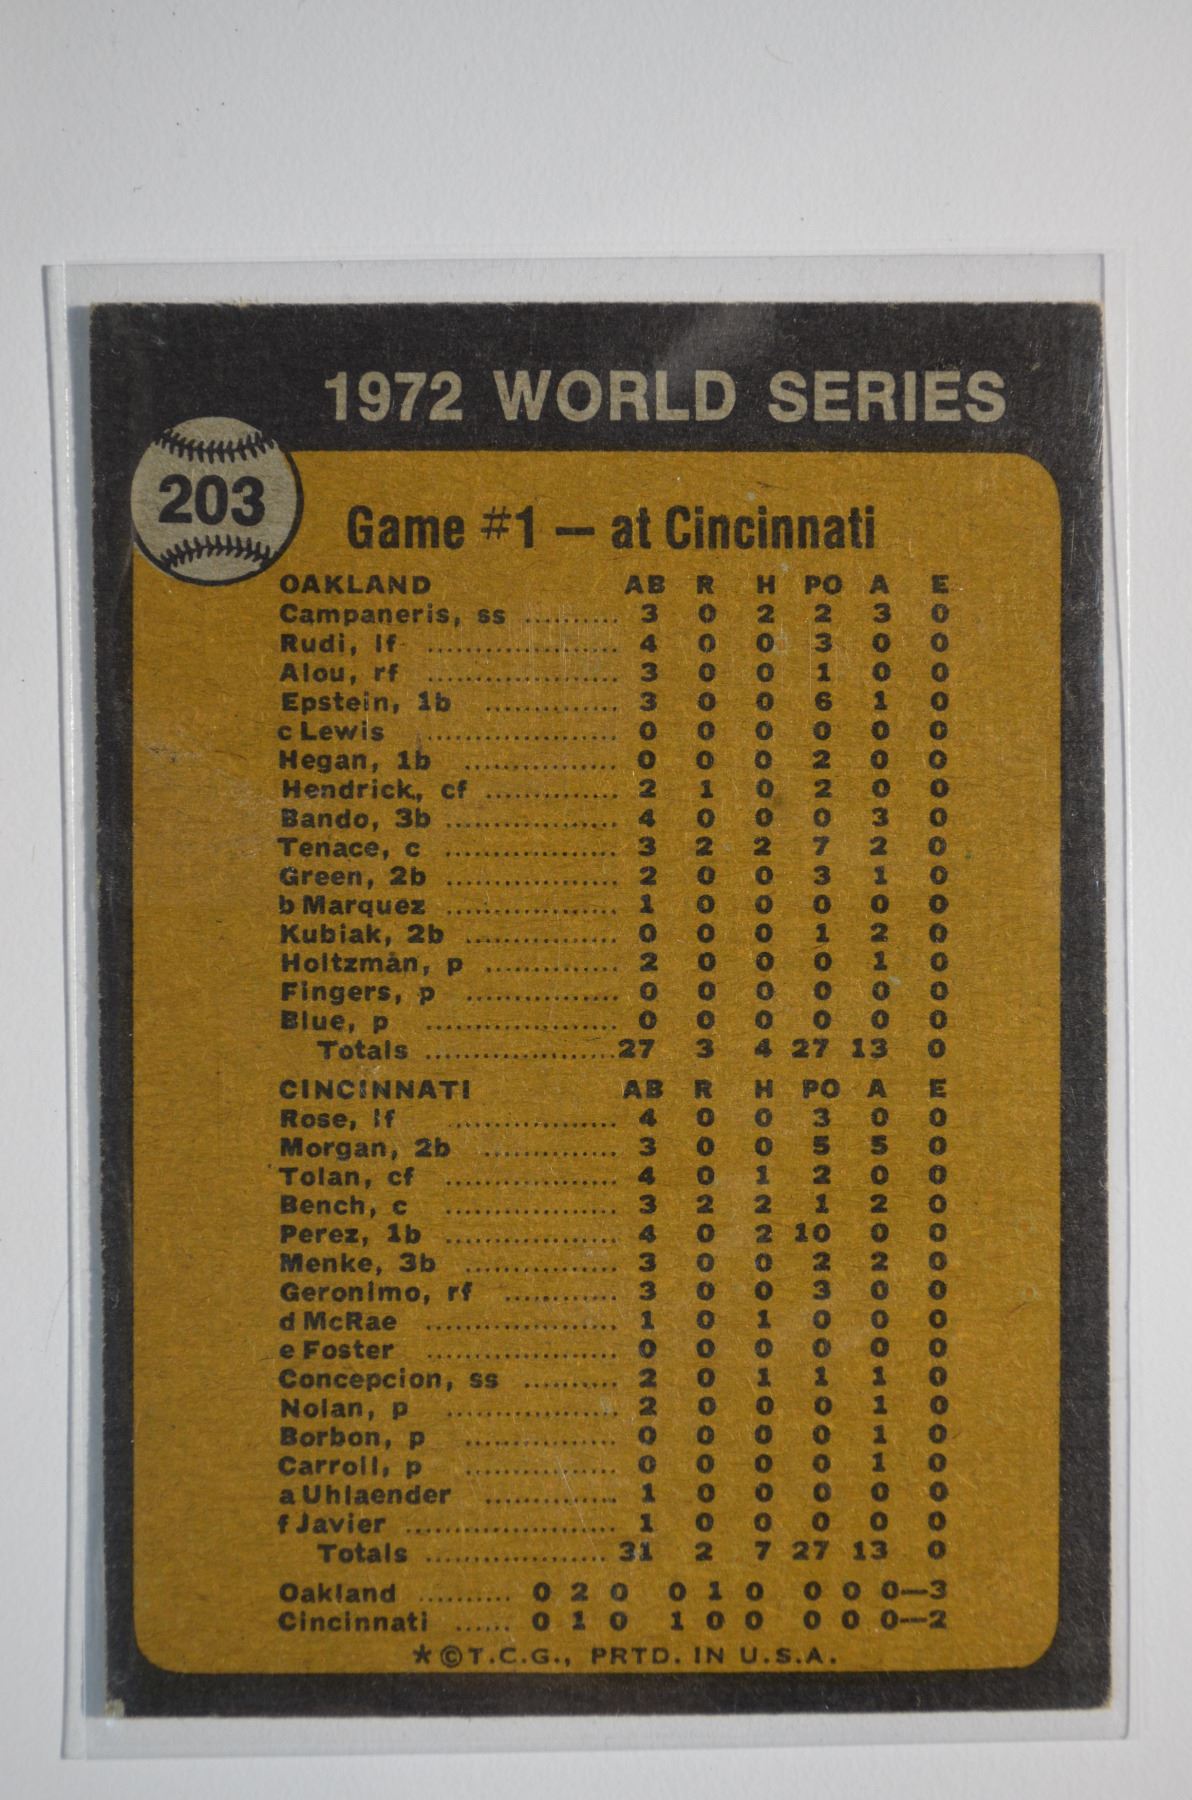 1972 WORLD SERIES
203
Game #1 — at Cincinnati
OAKLAND AB R H PO A E
Campaneris, ss .......... 3 0 2 2 3 0
Rudi, lf .................... 4 0 0 3 0 0
Alou, rf .................... 3 0 0 1 0 0
Epstein, 1b .............. 3 0 0 6 1 0
c Lewis .................... 0 0 0 0 0 0
Hegan, 1b ................ 0 0 0 2 0 0
Hendrick, cf .............. 2 1 0 2 0 0
Bando, 3b .................. 4 0 0 0 3 0
Tenace, c .................. 3 2 2 7 2 0
Green, 2b .................. 2 0 0 3 1 0
b Marquez .................. 1 0 0 0 0 0
Kubiak, 2b ................ 0 0 0 1 2 0
Holtzman, p .............. 2 0 0 0 1 0
Fingers, p ................ 0 0 0 0 0 0
Blue, p .................... 0 0 0 0 0 0
Totals .................... 27 3 4 27 13 0
CINCINNATI AB R H PO A E
Rose, lf .................. 4 0 0 3 0 0
Morgan, 2b .............. 3 0 0 5 5 0
Tolan, cf .................. 4 0 1 2 0 0
Bench, c .................. 3 2 2 1 2 0
Perez, 1b .................. 4 0 2 10 0 0
Menke, 3b ................ 3 0 0 2 2 0
Geronimo, rf ............ 3 0 0 3 0 0
d McRae .................... 1 0 1 0 0 0
e Foster .................... 0 0 0 0 0 0
Concepcion, ss .......... 2 0 1 1 1 0
Nolan, p .................. 2 0 0 0 1 0
Borbon, p ................ 0 0 0 0 1 0
Carroll, p ................ 0 0 0 0 1 0
a Uhlaender .............. 1 0 0 0 0 0
f Javier ...................... 1 0 0 0 0 0
Totals ................... 31 2 7 27 13 0
Oakland .......... 0 2 0 0 1 0 0 0 0—3
Cincinnati ...... 0 1 0 1 0 0 0 0 0—2
*©T.C.G., PRTD. IN U.S.A.